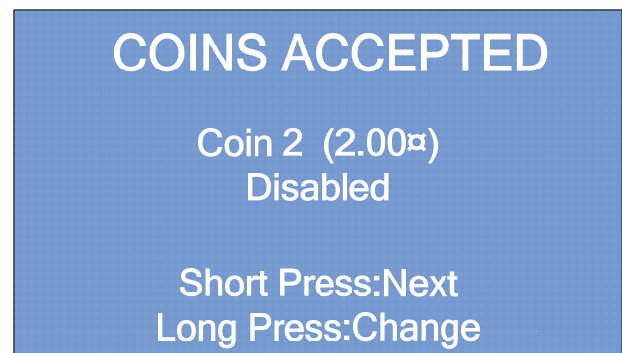 COINS ACCEPTED
Coin 2 (2.00¤)
Disabled
Short Press:Next
Long Press:Change